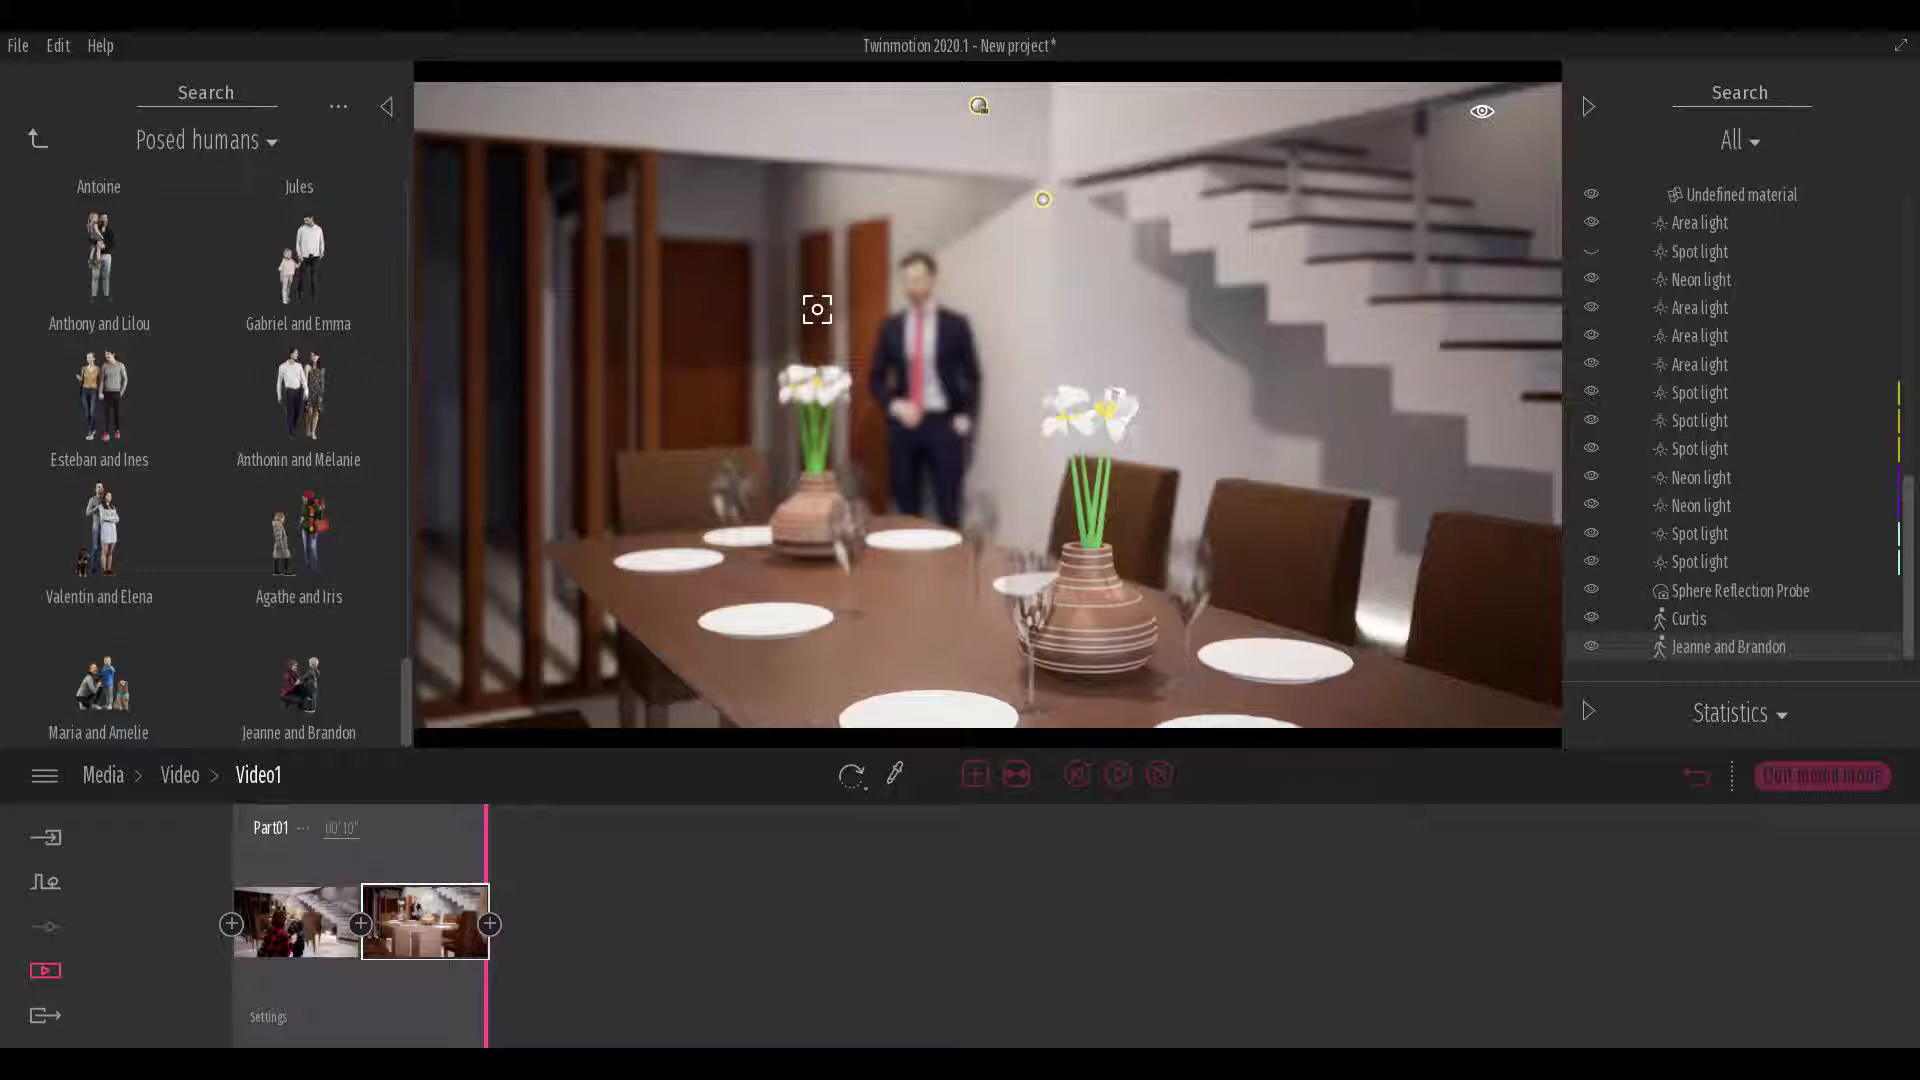 File Edit Help
Twinmotion 2020.1 - New project*
Search
Posed humans
Antoine
Jules
Anthony and Lilou
Gabriel and Emma
Esteban and Ines
Anthonin and Mélanie
Valentin and Elena
Agathe and Iris
Maria and Amelie
Jeanne and Brandon
Search
All
Undefined material
Area light
Spot light
Neon light
Area light
Area light
Area light
Spot light
Spot light
Spot light
Neon light
Neon light
Spot light
Spot light
Sphere Reflection Probe
Curtis
Jeanne and Brandon
Statistics
Media > Video > Video1
Quit media mode
Part01 ... 00'10"
Settings